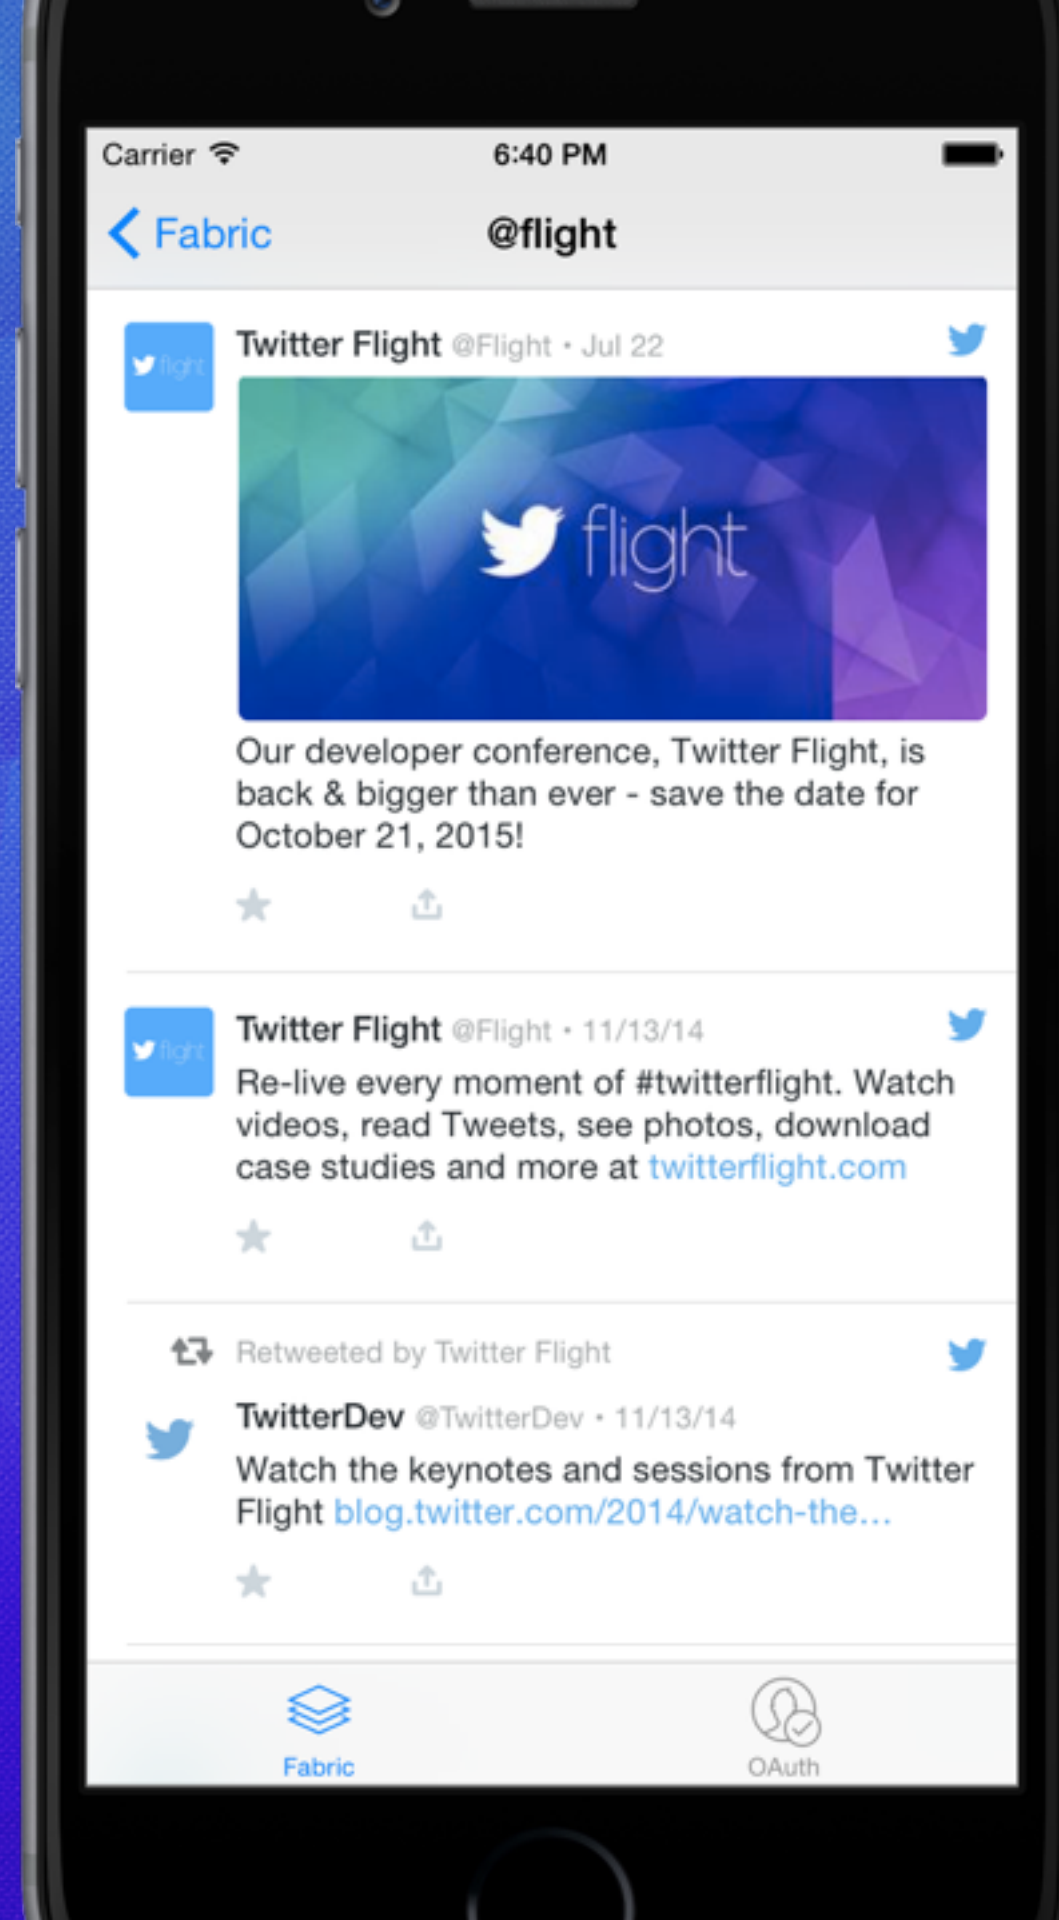 Carrier
6:40 PM
Fabric
@flight
flight
Twitter Flight @Flight • Jul 22
flight
Our developer conference, Twitter Flight, is
back & bigger than ever - save the date for
October 21, 2015!
flight
Twitter Flight @Flight • 11/13/14
Re-live every moment of #twitterflight. Watch
videos, read Tweets, see photos, download
case studies and more at twitterflight.com
Retweeted by Twitter Flight
TwitterDev @TwitterDev • 11/13/14
Watch the keynotes and sessions from Twitter
Flight blog.twitter.com/2014/watch-the...
Fabric
OAuth